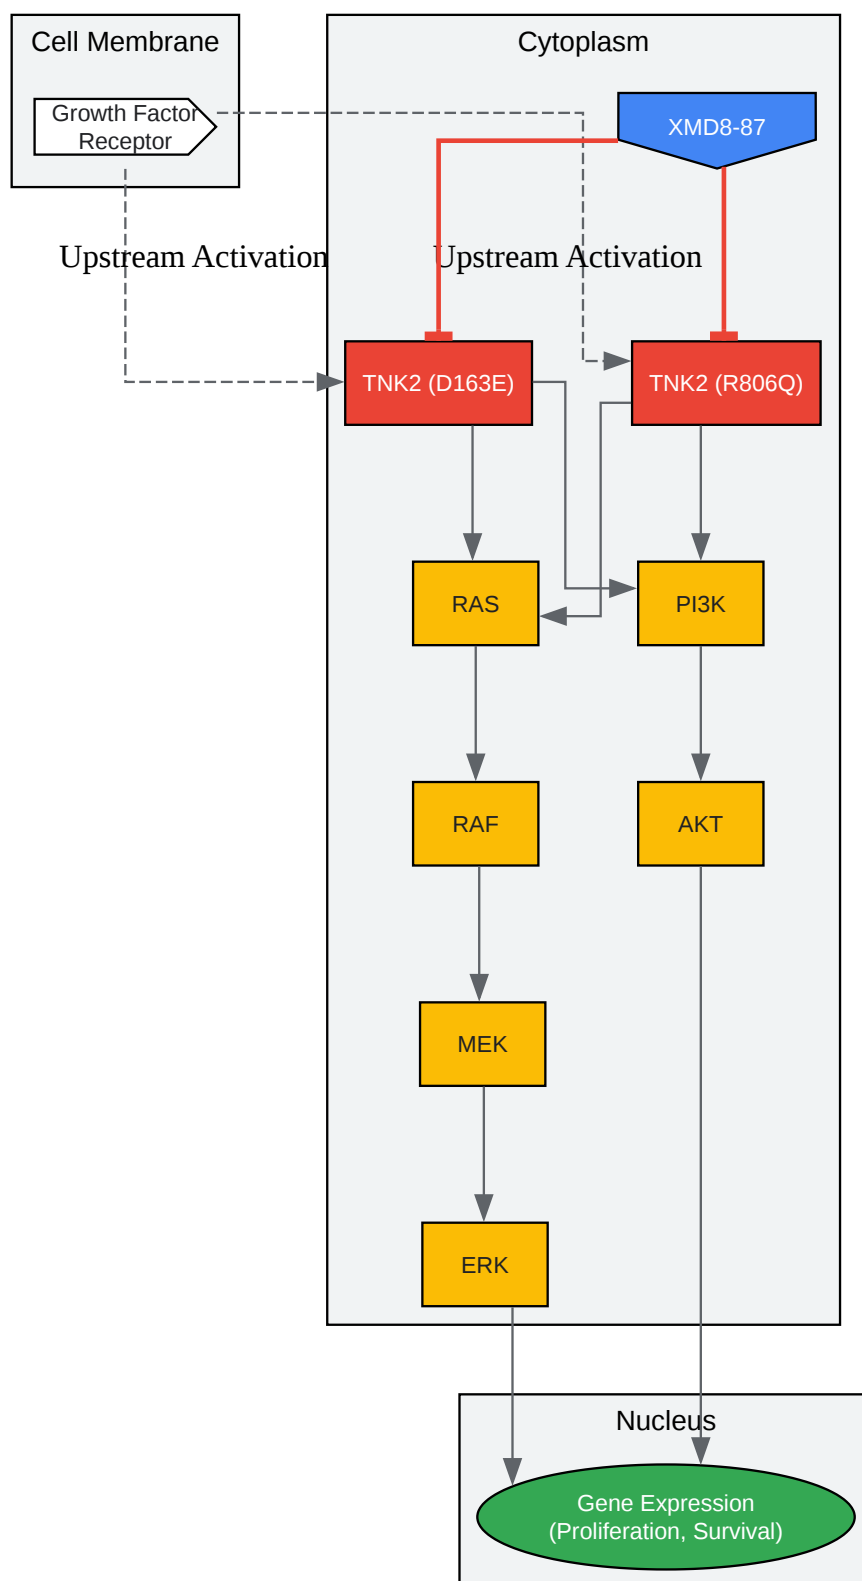 Cell Membrane
Cytoplasm
Growth Factor
Receptor
XMD8-87
Upstream Activation
Upstream Activation
TNK2 (D163E)
TNK2 (R806Q)
RAS
PI3K
RAF
AKT
MEK
ERK
Nucleus
Gene Expression
(Proliferation, Survival)